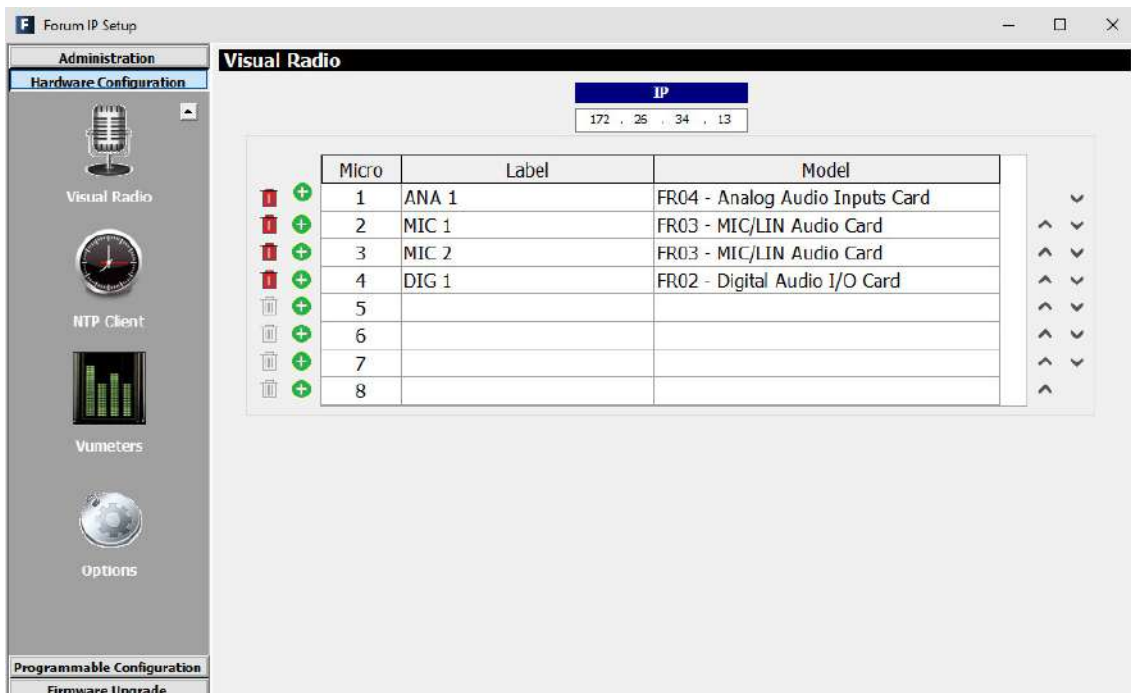 Forum IP Setup
Administration
Hardware Configuration
Visual Radio
NTP Client
Vumeters
Options
Programmable Configuration
Firmware Upgrade
Visual Radio
IP
172 . 26 . 34 . 13
Micro Label Model
1 ANA 1 FR04 - Analog Audio Inputs Card
2 MIC 1 FR03 - MIC/LIN Audio Card
3 MIC 2 FR03 - MIC/LIN Audio Card
4 DIG 1 FR02 - Digital Audio I/O Card
5
6
7
8